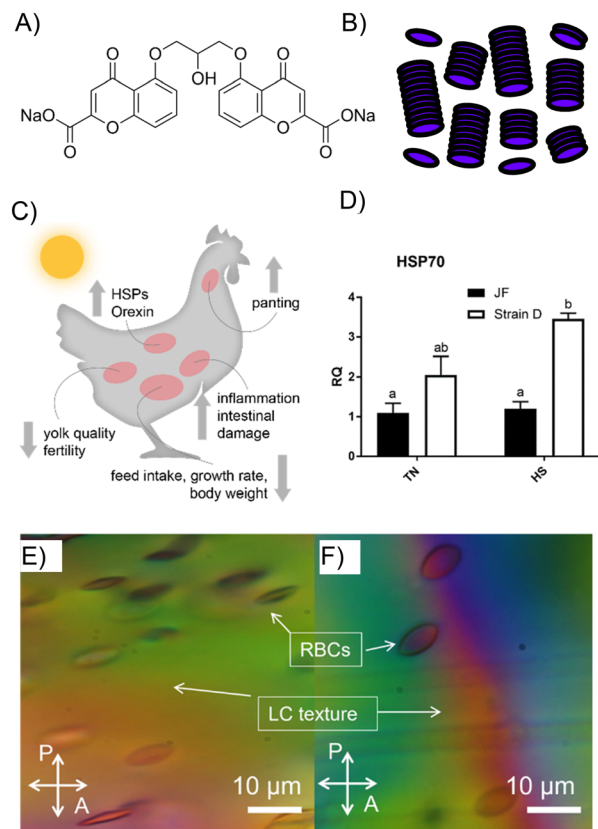 A)
O
O
O
O
OH
NaO
O
O
O
O
ONa
B)
C)
HSPs
Orexin
panting
yolk quality
fertility
inflammation
intestinal
damage
feed intake, growth rate,
body weight
D)
HSP70
JF
Strain D
RQ
4
3
2
1
0
a
ab
a
b
TN
HS
E)
F)
RBCs
LC texture
P
A
10 µm
P
A
10 µm